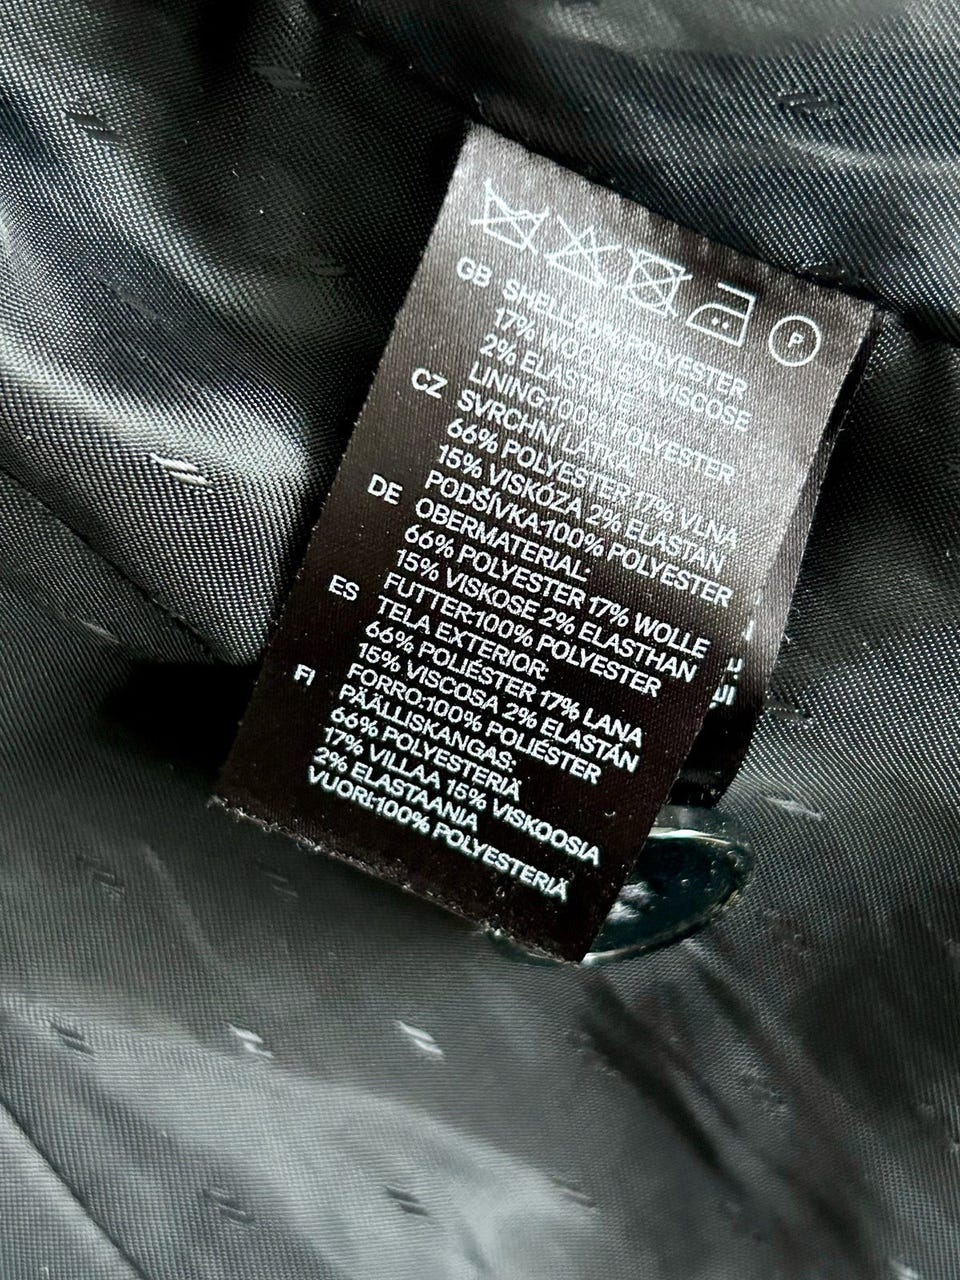 P
GB SHELL:66% POLYESTER
17% WOOL 15% VISCOSE
2% ELASTANE
LINING:100% POLYESTER
CZ SVRCHNÍ LÁTKA:
66% POLYESTER 17% VLNA
15% VISKÓZA 2% ELASTAN
PODŠÍVKA:100% POLYESTER
DE OBERMATERIAL:
66% POLYESTER 17% WOLLE
15% VISKOSE 2% ELASTHAN
FUTTER:100% POLYESTER
ES TELA EXTERIOR:
66% POLIÉSTER 17% LANA
15% VISCOSA 2% ELASTÁN
FORRO:100% POLIÉSTER
FI PÄÄLLISKANGAS:
66% POLYESTERIÄ
17% VILLAA 15% VISKOOSIA
2% ELASTAANIA
VUORI:100% POLYESTERIÄ